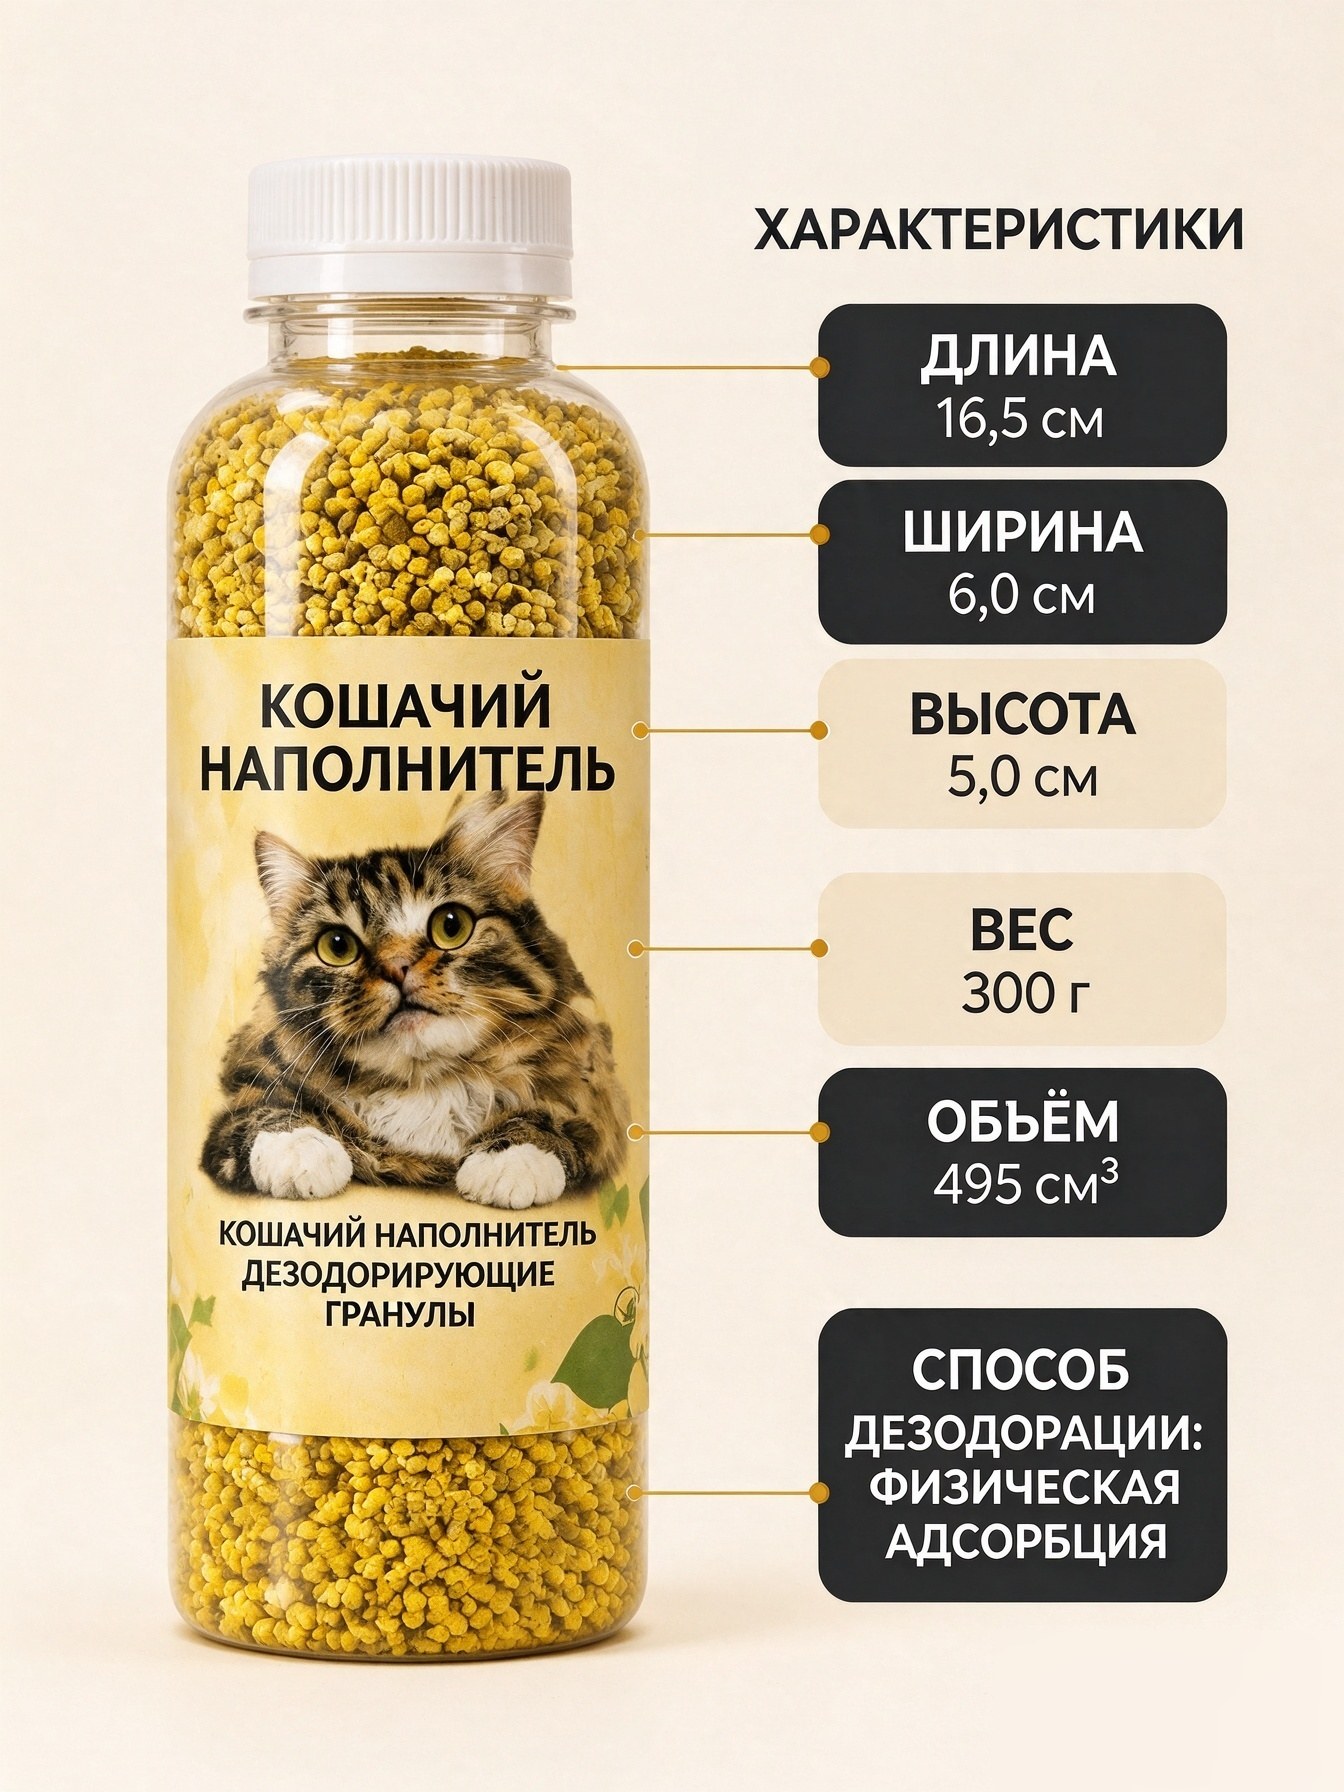 ХАРАКТЕРИСТИКИ
ДЛИНА
16,5 см
ШИРИНА
6,0 см
ВЫСОТА
5,0 см
ВЕС
300 г
ОБЪЁМ
495 см³
СПОСОБ
ДЕЗОДОРАЦИИ:
ФИЗИЧЕСКАЯ
АДСОРБЦИЯ
КОШАЧИЙ
НАПОЛНИТЕЛЬ
КОШАЧИЙ НАПОЛНИТЕЛЬ
ДЕЗОДОРИРУЮЩИЕ
ГРАНУЛЫ